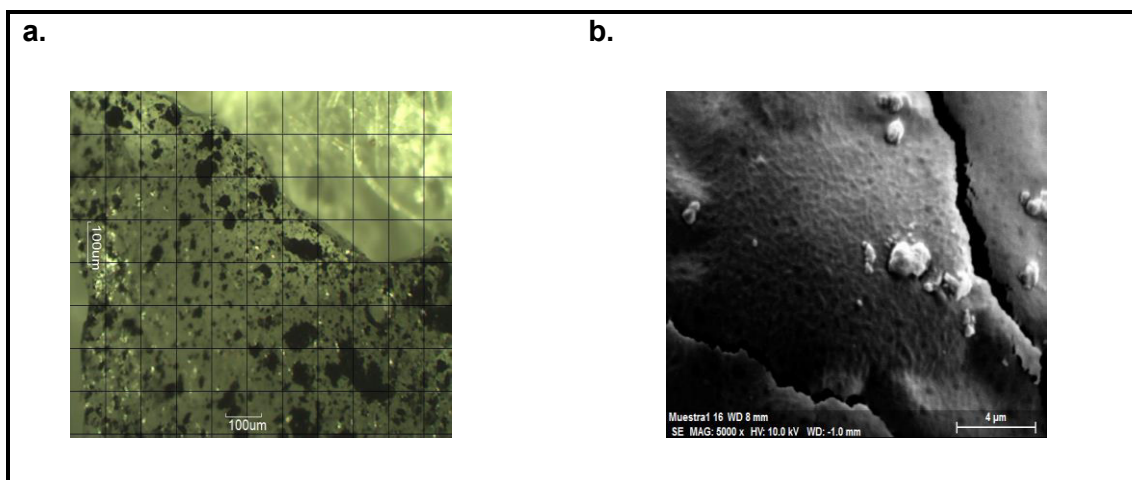 a.
b.
100um
100um
Muestra1 16 WD 8 mm
4 µm
SE MAG: 5000 x HV: 10.0 kV WD: -1.0 mm